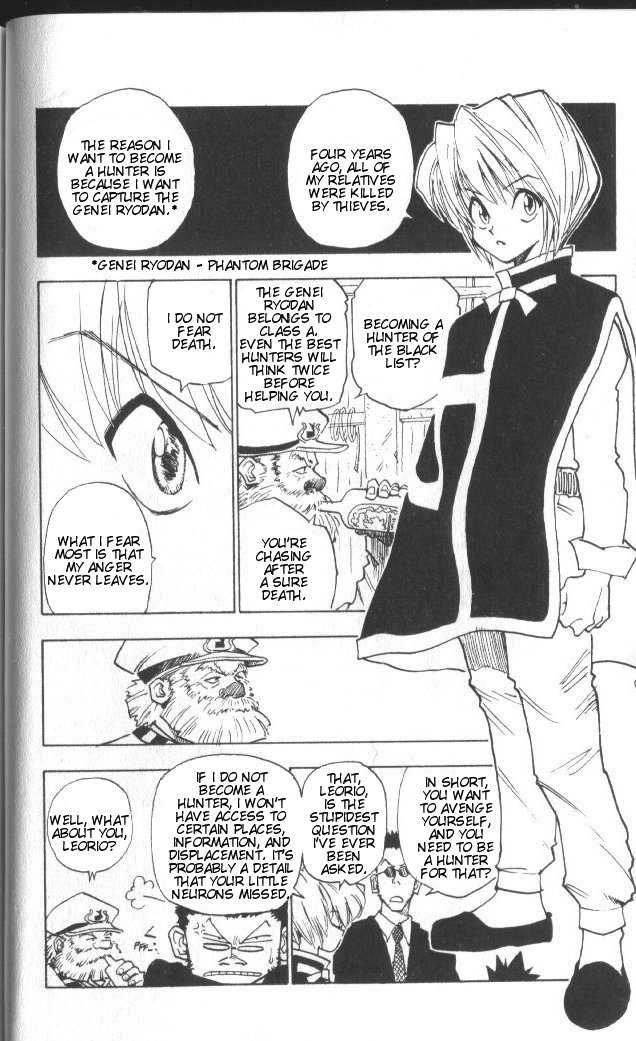 FOUR YEARS
AGO, ALL OF
MY RELATIVES
WERE KILLED
BY THIEVES.
THE REASON I
WANT TO BECOME
A HUNTER IS
BECAUSE I WANT
TO CAPTURE THE
GENEI RYODAN.*
*GENEI RYODAN - PHANTOM BRIGADE
BECOMING A
HUNTER OF
THE BLACK
LIST?
THE GENEI
RYODAN
BELONGS TO
CLASS A.
EVEN THE BEST
HUNTERS WILL
THINK TWICE
BEFORE
HELPING YOU.
YOU'RE
CHASING
AFTER
A SURE
DEATH.
I DO NOT
FEAR
DEATH.
WHAT I FEAR
MOST IS THAT
MY ANGER
NEVER LEAVES.
IN SHORT,
YOU WANT
TO AVENGE
YOURSELF,
AND YOU
NEED TO BE
A HUNTER
FOR THAT?
THAT,
LEORIO,
IS THE
STUPIDEST
QUESTION
I'VE EVER
BEEN
ASKED.
IF I DO NOT
BECOME A
HUNTER, I WON'T
HAVE ACCESS TO
CERTAIN PLACES,
INFORMATION, AND
DISPLACEMENT. IT'S
PROBABLY A DETAIL
THAT YOUR LITTLE
NEURONS MISSED.
WELL, WHAT
ABOUT YOU,
LEORIO?
PFF...